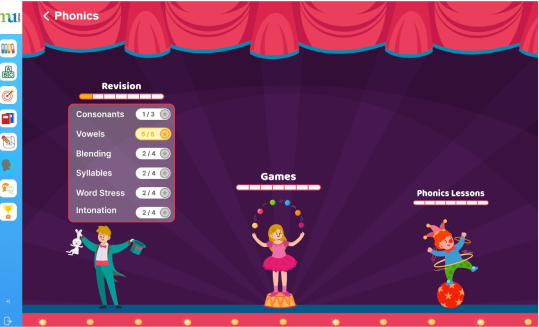 < Phonics
Revision
Consonants 1 / 3
Vowels 5 / 5
Blending 2 / 4
Syllables 2 / 4
Word Stress 2 / 4
Intonation 2 / 4
Games
Phonics Lessons